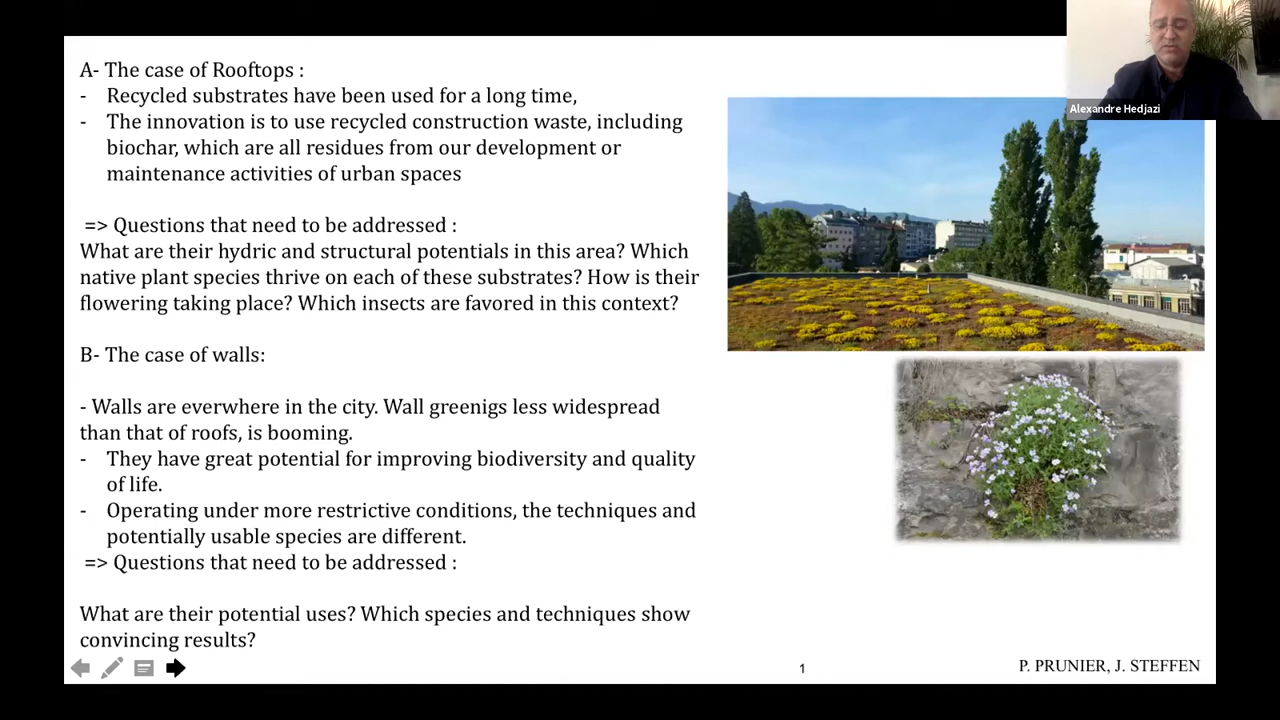 A- The case of Rooftops :
- Recycled substrates have been used for a long time,
- The innovation is to use recycled construction waste, including
biochar, which are all residues from our development or
maintenance activities of urban spaces
=> Questions that need to be addressed :
What are their hydric and structural potentials in this area? Which
native plant species thrive on each of these substrates? How is their
flowering taking place? Which insects are favored in this context?
B- The case of walls:
- Walls are everwhere in the city. Wall greenigs less widespread
than that of roofs, is booming.
- They have great potential for improving biodiversity and quality
of life.
- Operating under more restrictive conditions, the techniques and
potentially usable species are different.
=> Questions that need to be addressed :
What are their potential uses? Which species and techniques show
convincing results?
Alexandre Hedjazi
1
P. PRUNIER, J. STEFFEN